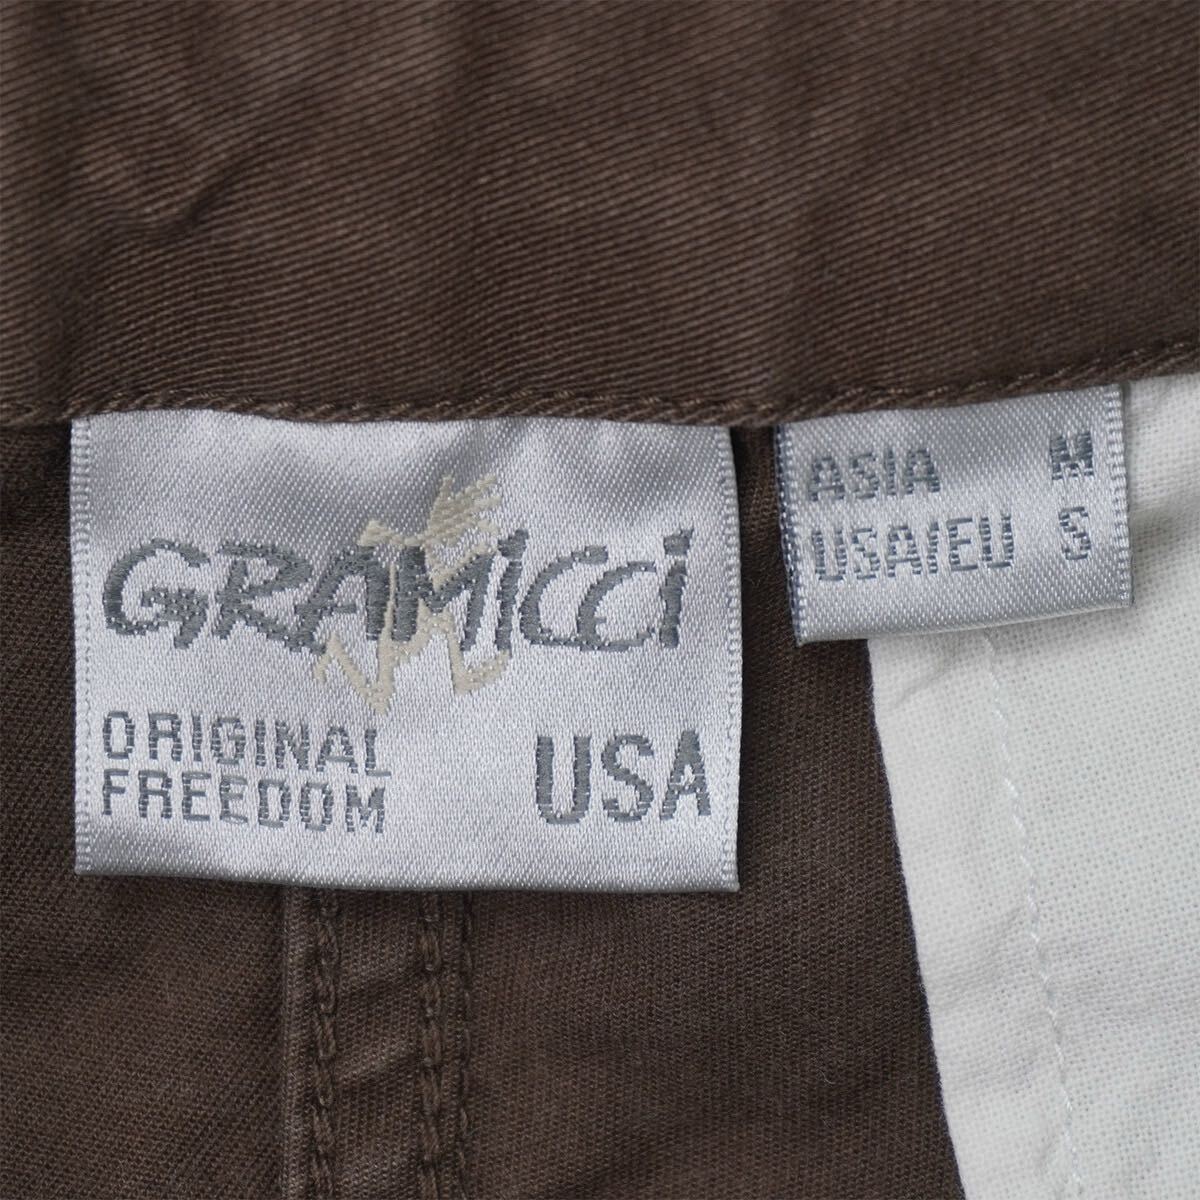 GRAMICCI
ORIGINAL
FREEDOM
USA
ASIA M
USA/EU S